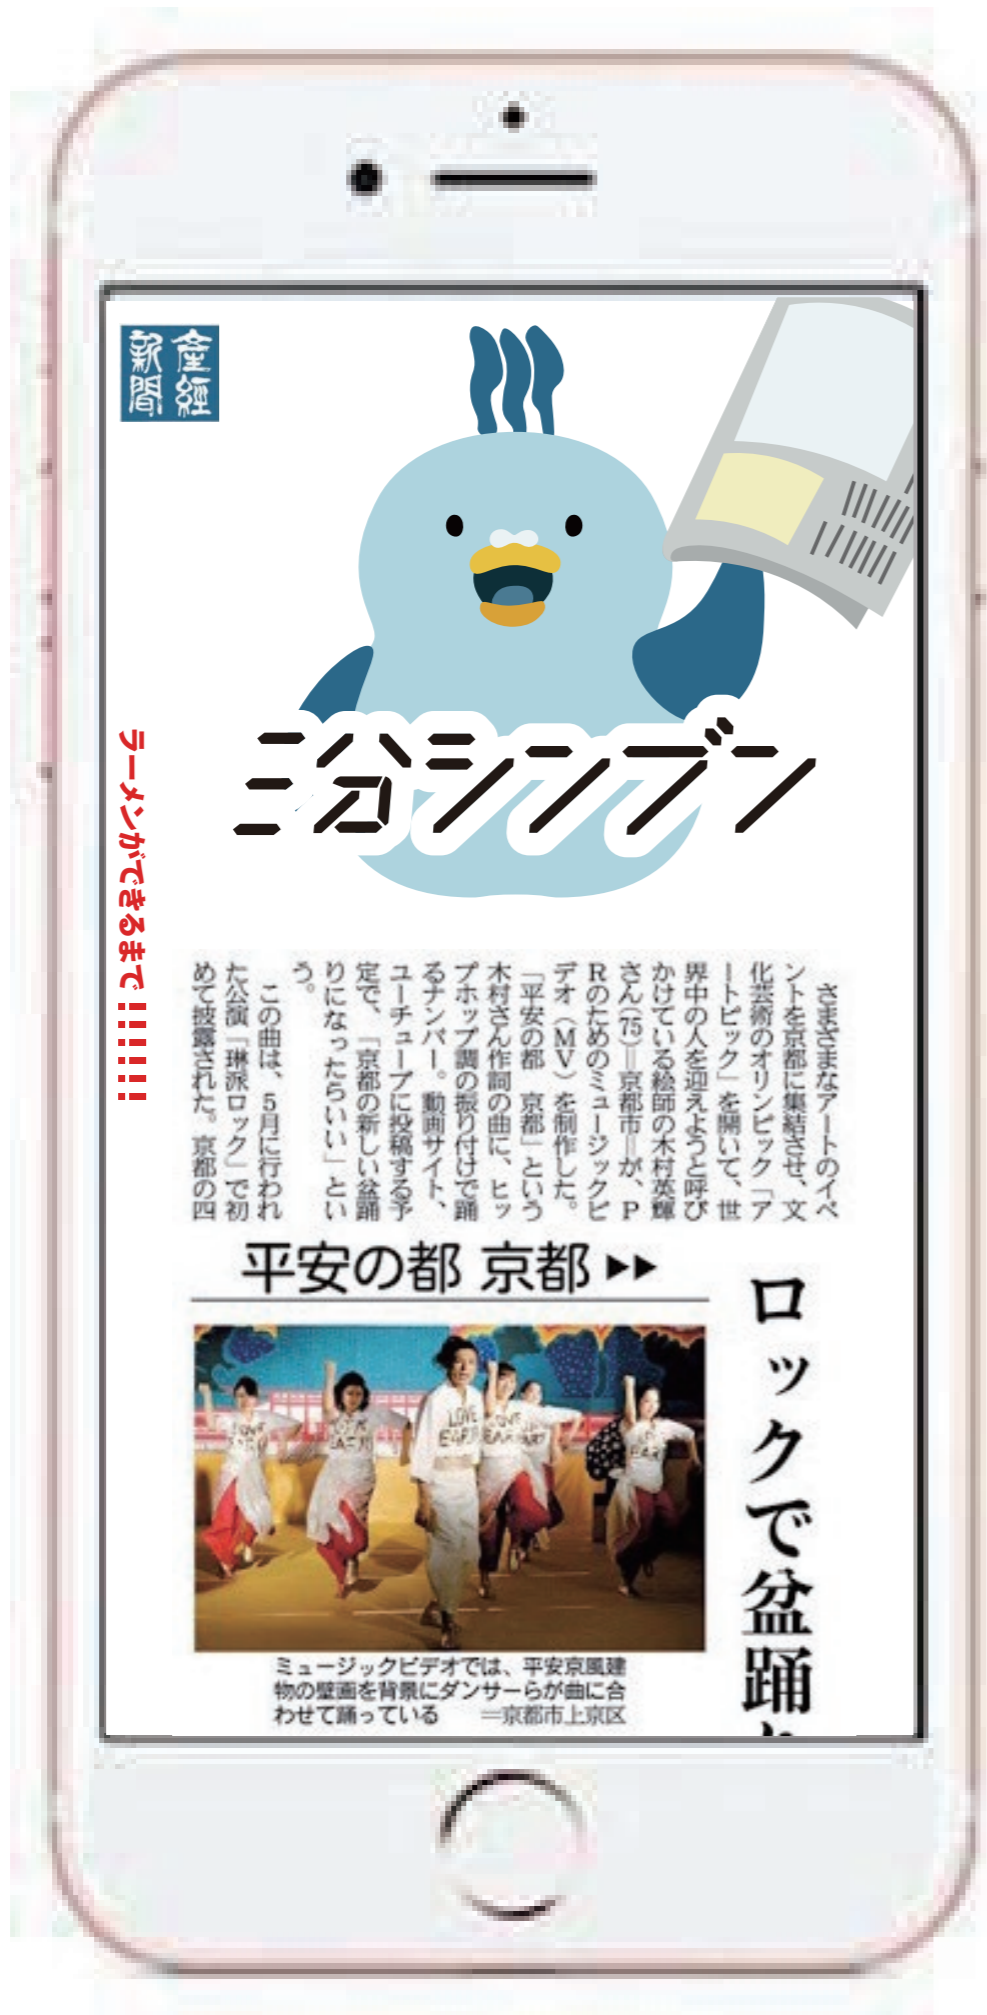 産經
新聞
三分シンブン
ラーメンができるまで!!!!!!!
さまざまなアートのイベ
ントを京都に集結させ、文
化芸術のオリンピック「ア
ートピック」を開いて、世
界中の人を迎えようと呼び
かけている絵師の木村英輝
さん(75)=京都市=が、P
Rのためのミュージックビ
デオ(MV)を制作した。
「平安の都 京都」という
木村さん作詞の曲に、ヒッ
プホップ調の振り付けで踊
るナンバー。動画サイト、
ユーチューブに投稿する予
定で、「京都の新しい盆踊
りになったらいい」とい
う。
この曲は、5月に行われ
た公演「琳派ロック」で初
めて披露された。京都の四
平安の都 京都▶▶
ロックで盆踊
LOVE
EARTH
ミュージックビデオでは、平安京風建
物の壁画を背景にダンサーらが曲に合
わせて踊っている =京都市上京区